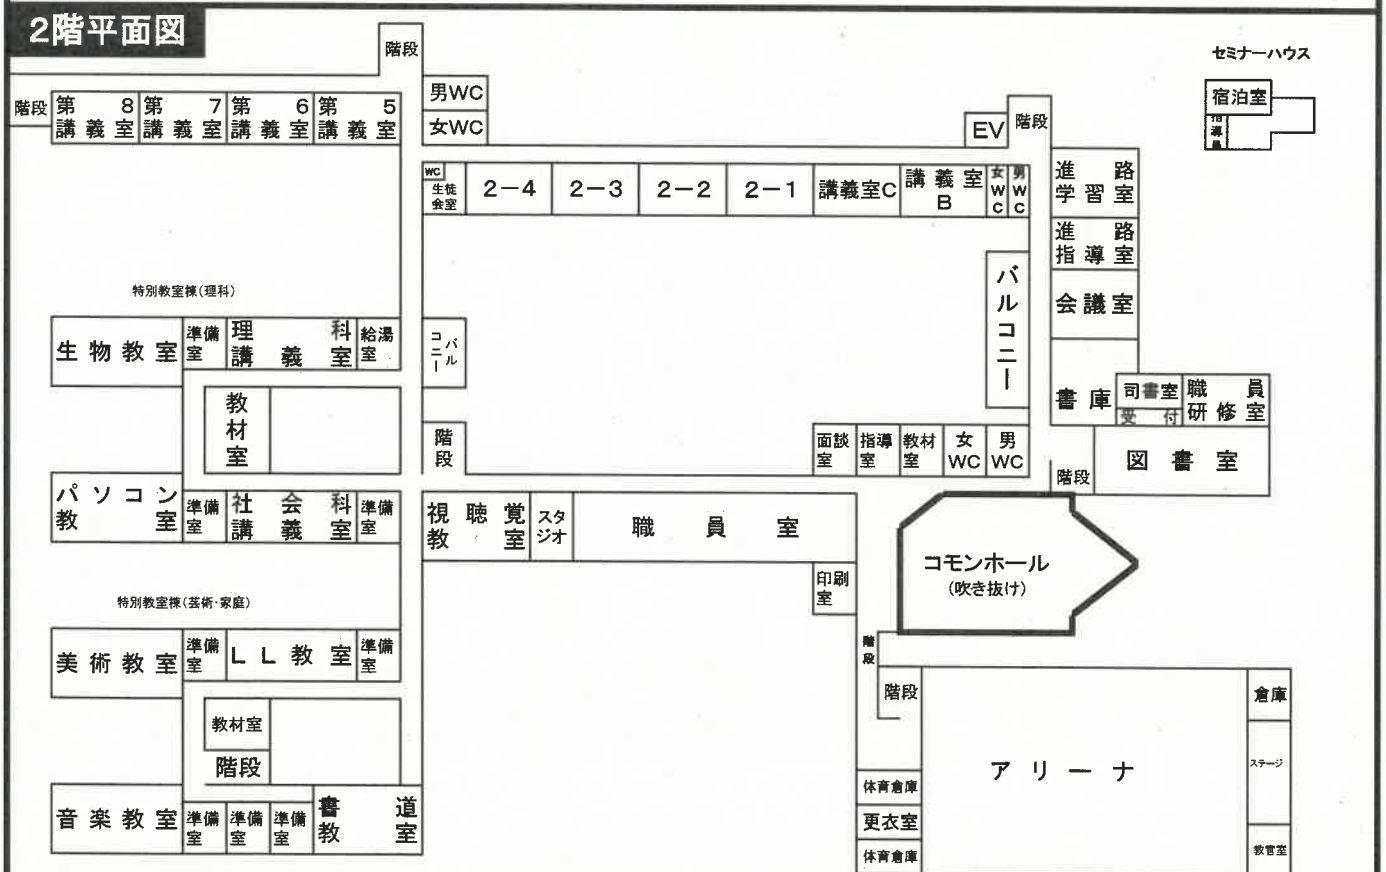 2階平面図
階段
セミナーハウス
宿泊室
指導員
階段
第8
講義室
第7
講義室
第6
講義室
第5
講義室
男WC
女WC
EV
階段
WC
生徒
会室
2-4
2-3
2-2
2-1
講義室C
講義室
B
女WC
男WC
進路
学習室
進路
指導室
会議室
バルコニー
特別教室棟(理科)
生物教室
準備
室
理科
講義室
給湯
室
バル
コニー
教材室
階段
書庫
司書室
受付
職員
研修室
面談
室
指導
室
教材
室
女
WC
男
WC
階段
図書室
パソコン
教室
準備
室
社会科
講義室
準備
室
視聴覚
教室
スタ
ジオ
職員室
コモンホール
(吹き抜け)
印刷
室
特別教室棟(芸術・家庭)
美術教室
準備
室
LL教室
準備
室
階段
階段
倉庫
教材室
階段
アリーナ
ステージ
体育倉庫
音楽教室
準備
室
準備
室
準備
室
書道
教室
更衣室
体育倉庫
教官室